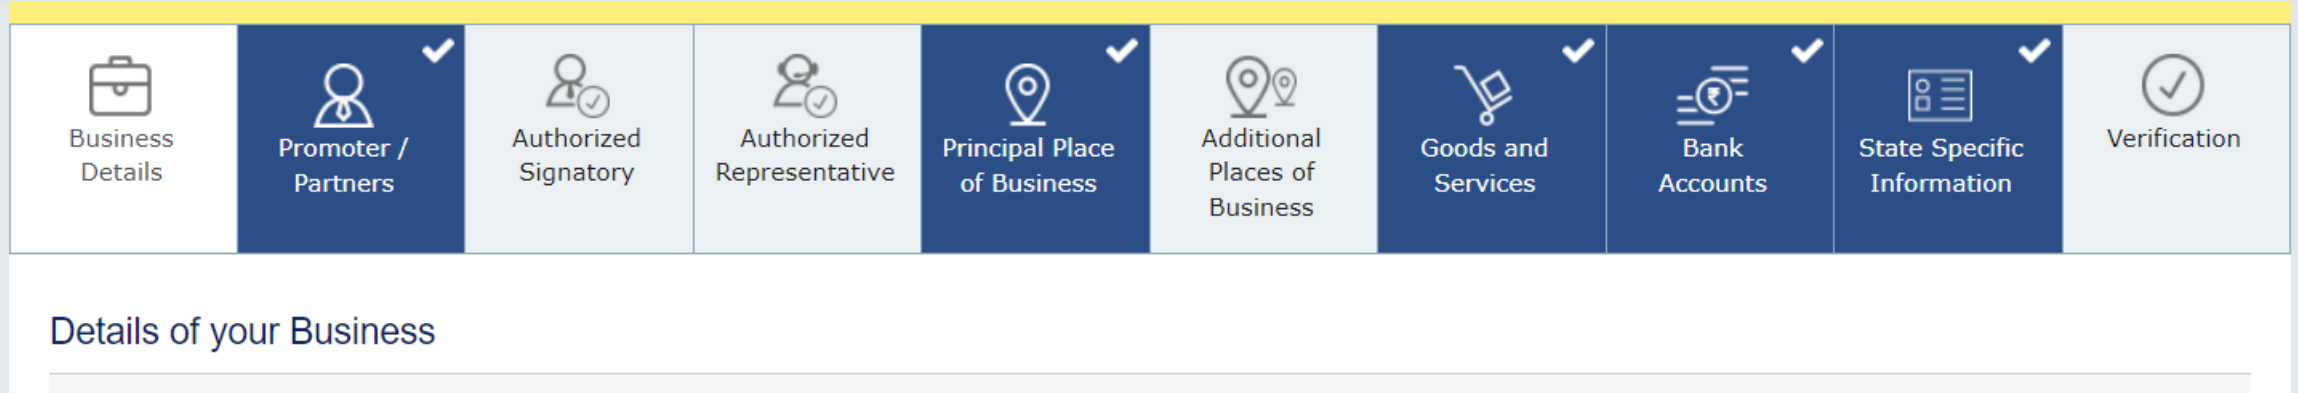 Business
Details
Promoter /
Partners
Authorized
Signatory
Authorized
Representative
Principal Place
of Business
Additional
Places of
Business
Goods and
Services
₹
Bank
Accounts
State Specific
Information
Verification
Details of your Business